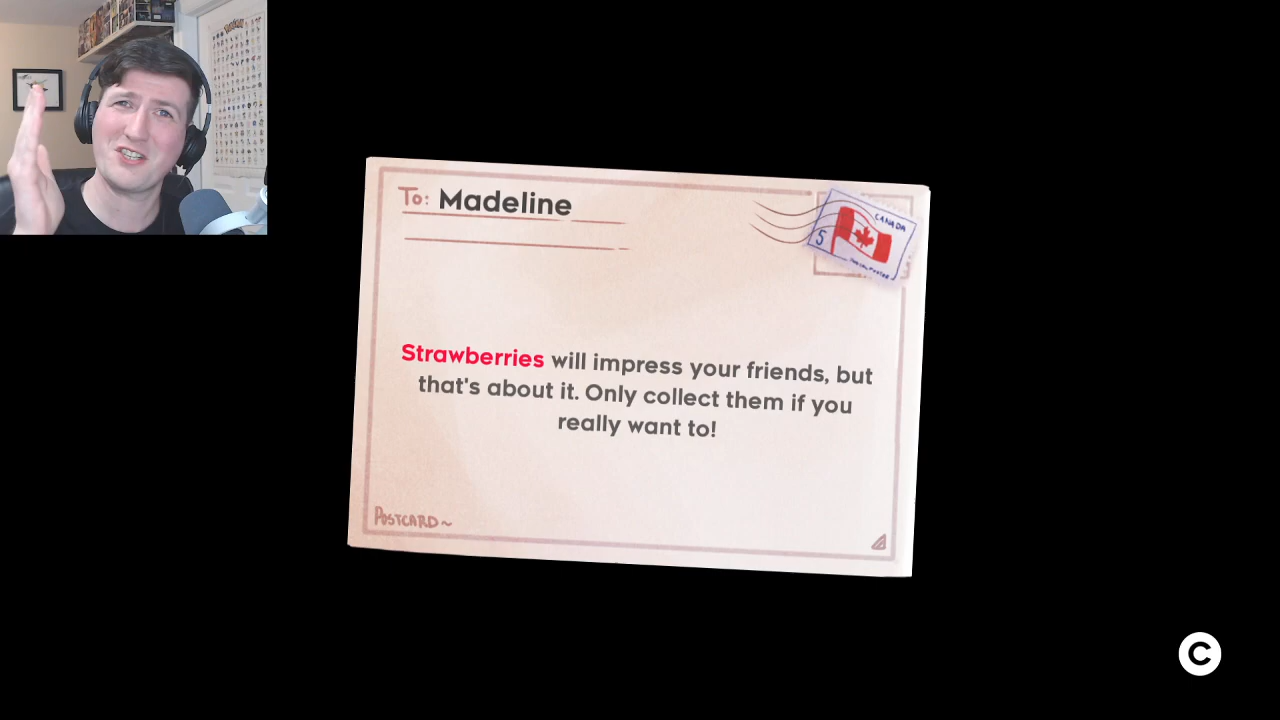 To: Madeline
CANADA
5
Strawberries will impress your friends, but
that's about it. Only collect them if you
really want to!
POSTCARD~
C